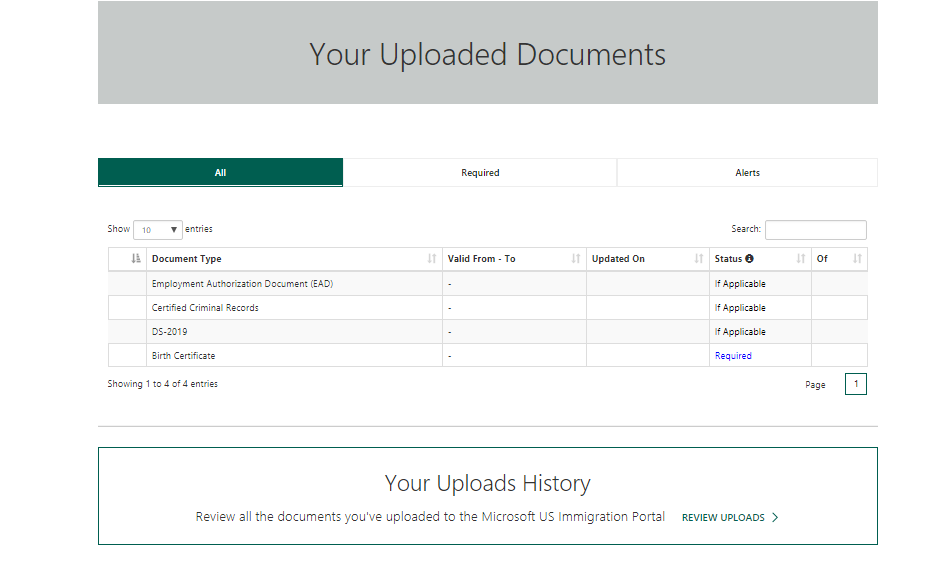 Your Uploaded Documents
All Required Alerts
Show 10 entries Search:
Document Type Valid From - To Updated On Status Of
Employment Authorization Document (EAD) - If Applicable
Certified Criminal Records - If Applicable
DS-2019 - If Applicable
Birth Certificate - Required
Showing 1 to 4 of 4 entries Page 1
Your Uploads History
Review all the documents you've uploaded to the Microsoft US Immigration Portal REVIEW UPLOADS